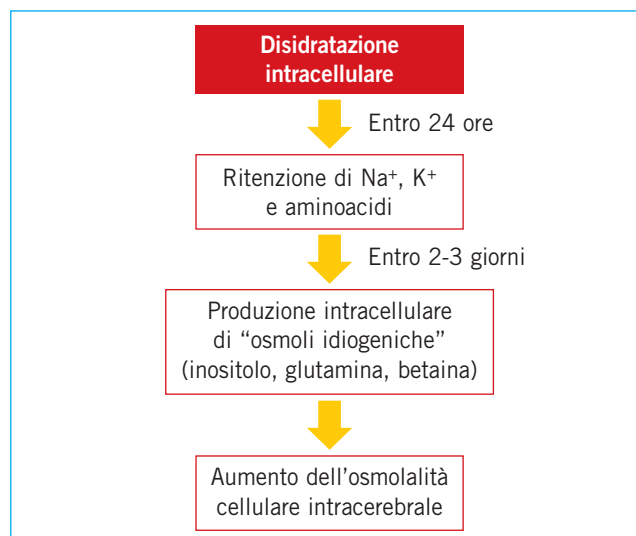 Disidratazione
intracellulare
Entro 24 ore
Ritenzione di Na⁺, K⁺
e aminoacidi
Entro 2-3 giorni
Produzione intracellulare
di “osmoli idiogeniche”
(inositolo, glutamina, betaina)
Aumento dell’osmolalità
cellulare intracerebrale